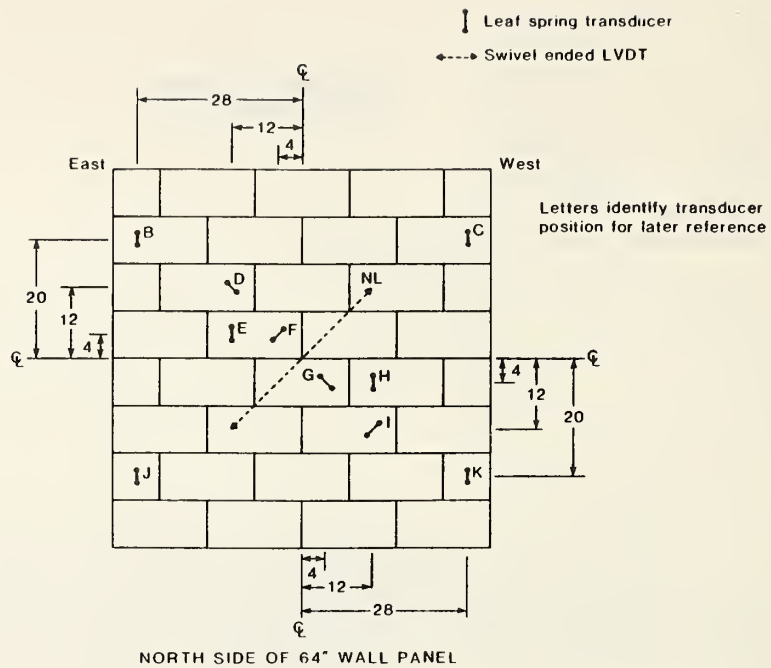 Leaf spring transducer
Swivel ended LVDT
℄
28
12
4
East
West
Letters identify transducer
position for later reference
B
C
D
NL
20
12
E
F
4
℄
℄
G
H
4
12
I
20
J
K
4
12
28
℄
NORTH SIDE OF 64" WALL PANEL